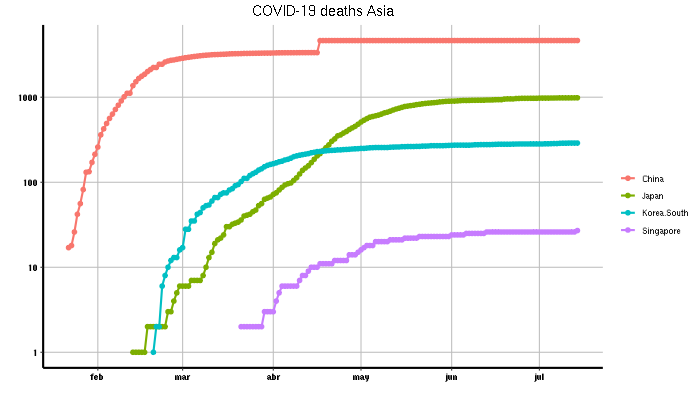 COVID-19 deaths Asia
1000
100
10
1
feb mar abr may jun jul
China
Japan
Korea.South
Singapore